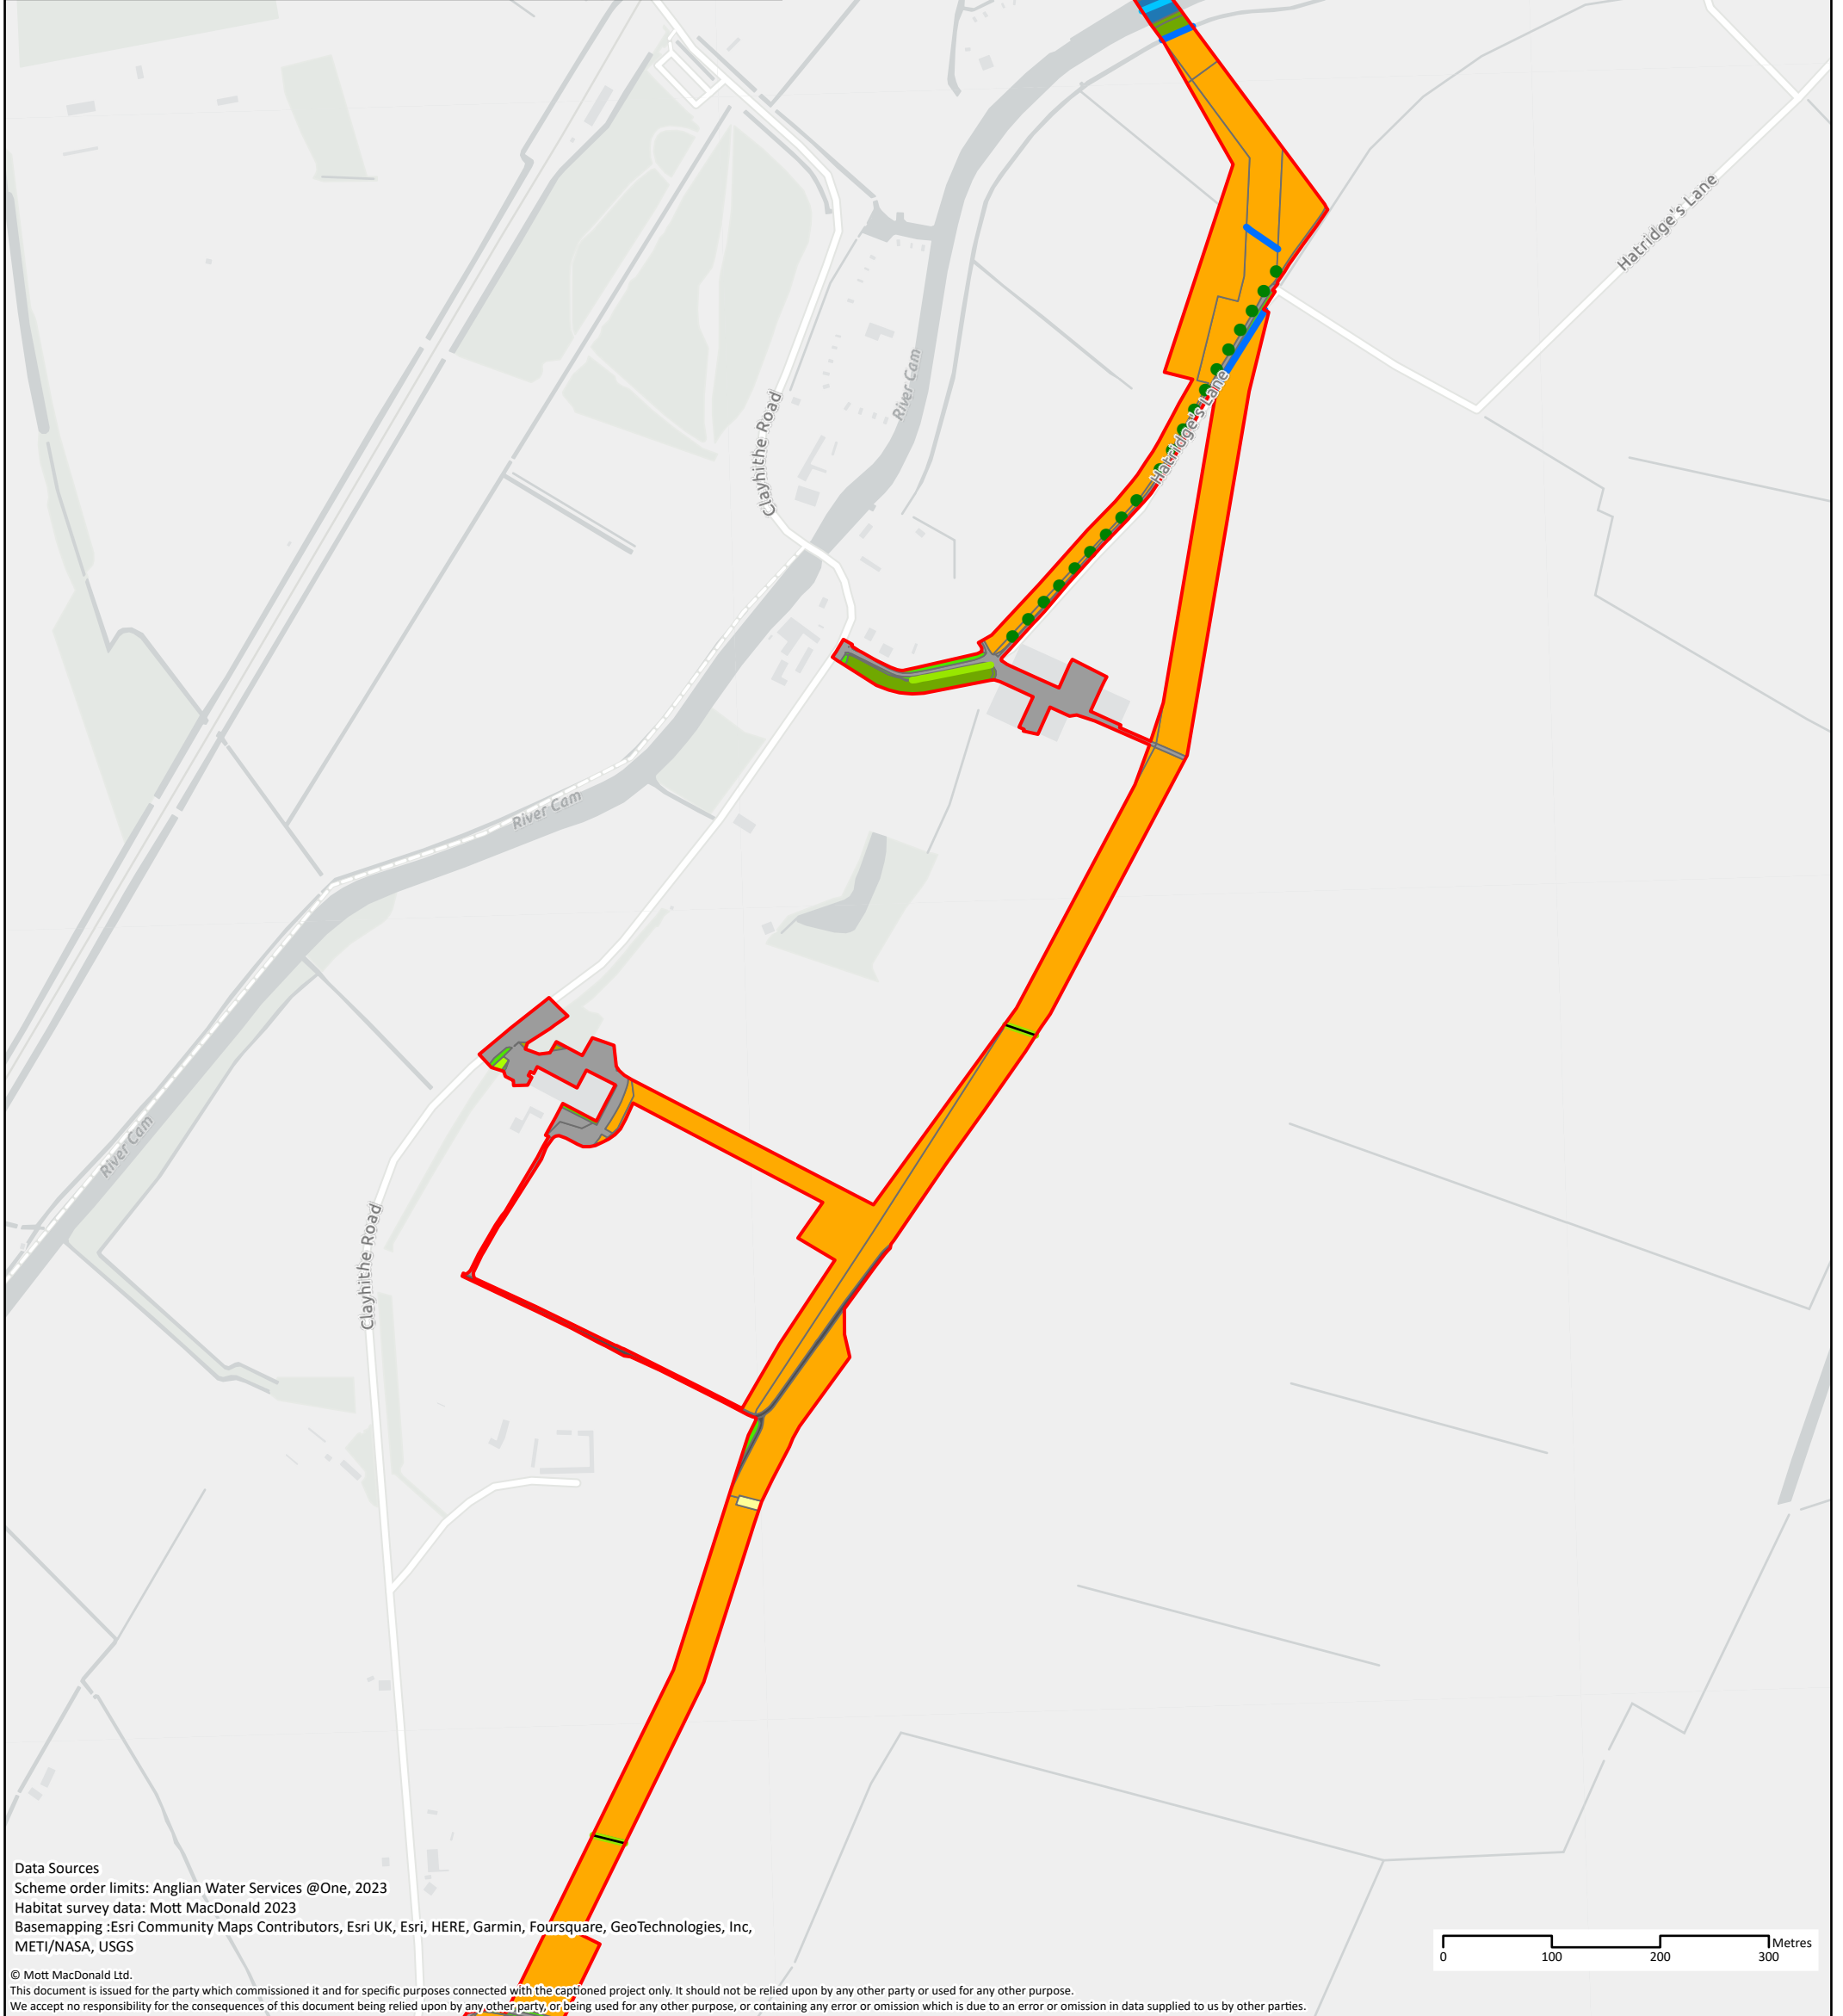 Hatridge's Lane
River Cam
Clayhithe Road
Hatridge's Lane
River Cam
River Cam
Clayhithe Road
Data Sources
Scheme order limits: Anglian Water Services @One, 2023
Habitat survey data: Mott MacDonald 2023
Basemapping :Esri Community Maps Contributors, Esri UK, Esri, HERE, Garmin, Foursquare, GeoTechnologies, Inc,
METI/NASA, USGS
Metres
0 100 200 300
© Mott MacDonald Ltd.
This document is issued for the party which commissioned it and for specific purposes connected with the captioned project only. It should not be relied upon by any other party or used for any other purpose.
We accept no responsibility for the consequences of this document being relied upon by any other party, or being used for any other purpose, or containing any error or omission which is due to an error or omission in data supplied to us by other parties.